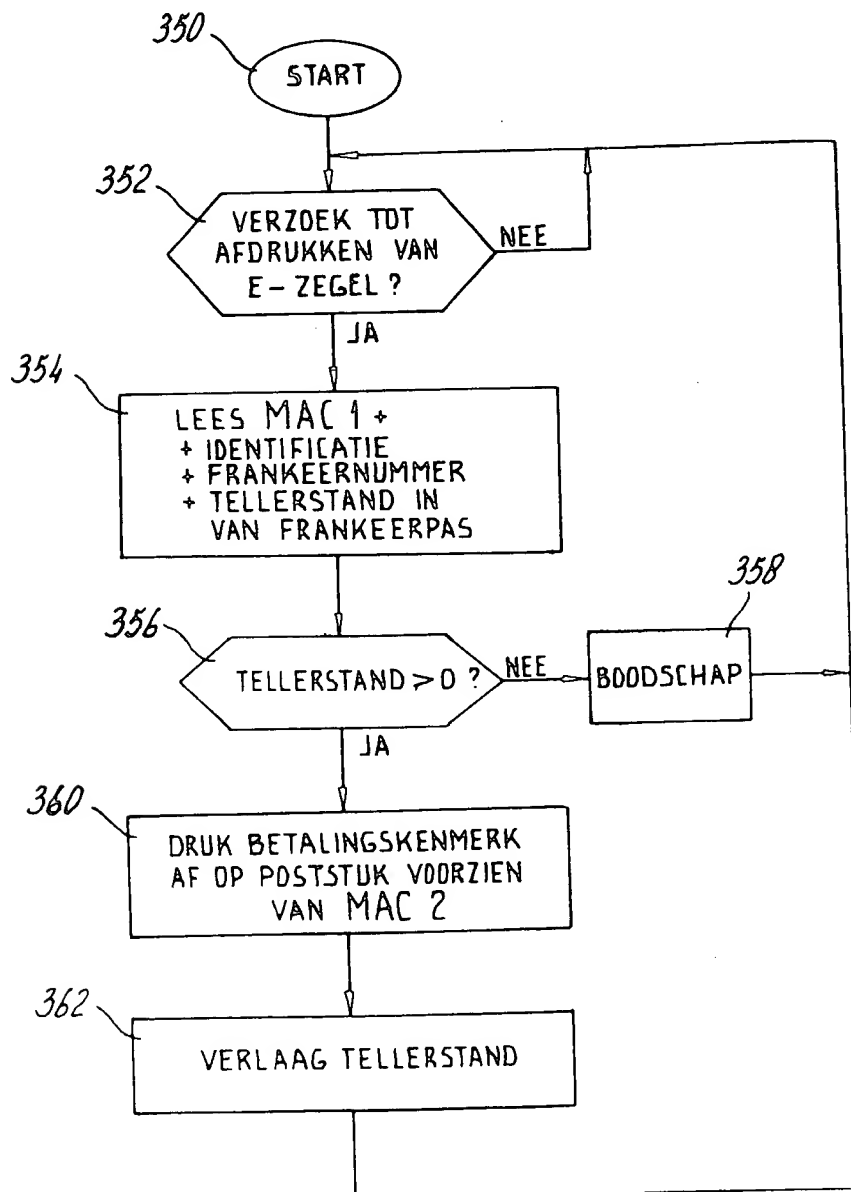 350
START
352
VERZOEK TOT
AFDRUKKEN VAN
E-ZEGEL ?
NEE
JA
354
LEES MAC 1 +
+ IDENTIFICATIE
+ FRANKEERNUMMER
+ TELLERSTAND IN
VAN FRANKEERPAS
356
TELLERSTAND > 0 ?
NEE
358
BOODSCHAP
JA
360
DRUK BETALINGSKENMERK
AF OP POSTSTUK VOORZIEN
VAN MAC 2
362
VERLAAG TELLERSTAND